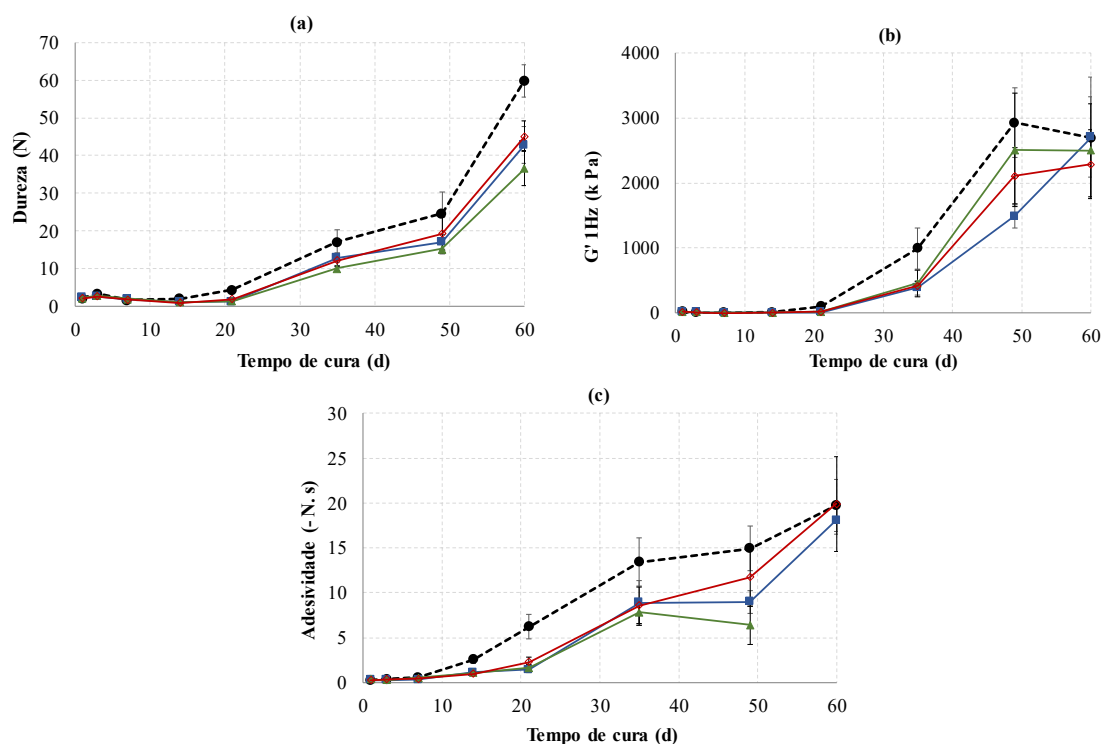 (a)
70
60
50
40
30
20
10
0
Dureza (N)
0 10 20 30 40 50 60
Tempo de cura (d)
(b)
4000
3000
2000
1000
0
G' 1Hz (k Pa)
0 10 20 30 40 50 60
Tempo de cura (d)
(c)
30
25
20
15
10
5
0
Adesividade (- N. s)
0 10 20 30 40 50 60
Tempo de cura (d)